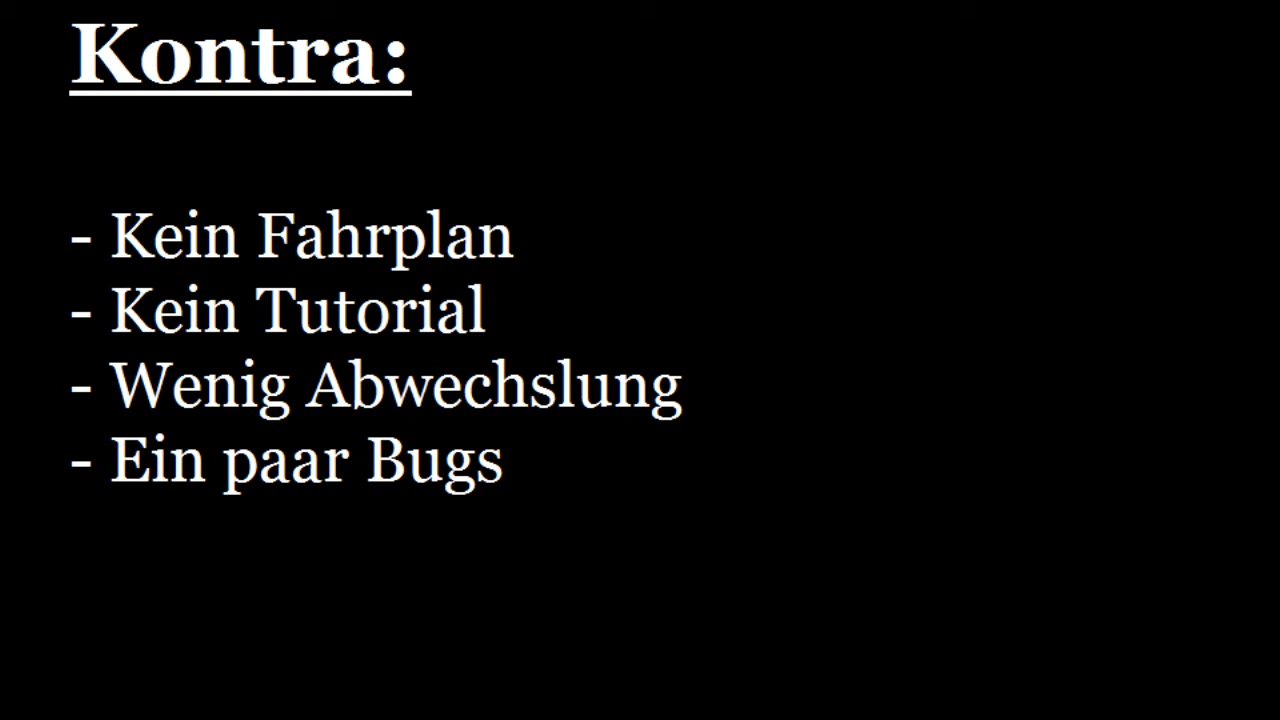 Kontra:
- Kein Fahrplan
- Kein Tutorial
- Wenig Abwechslung
- Ein paar Bugs